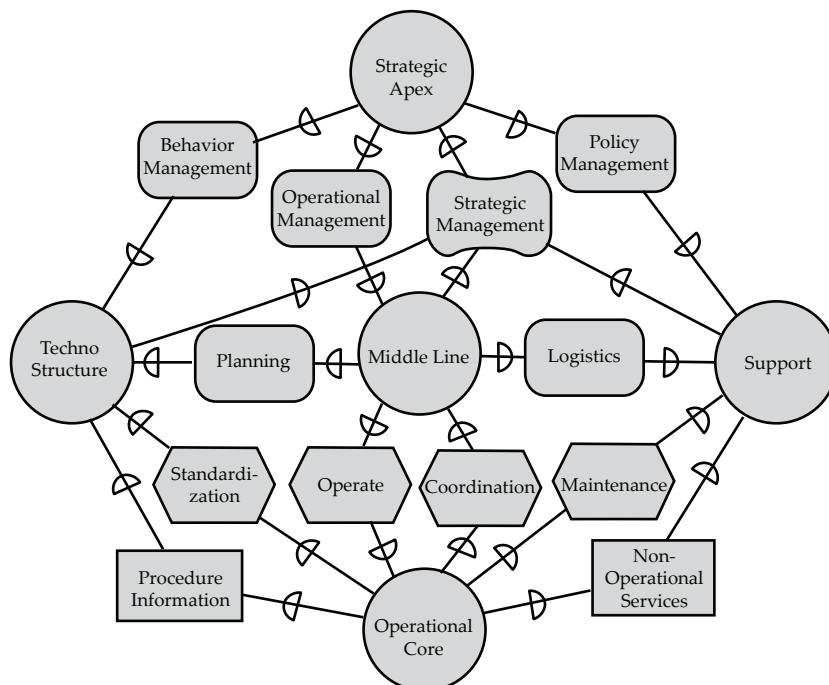 Strategic
Apex
Behavior
Management
Policy
Management
Operational
Management
Strategic
Management
Techno
Structure
Planning
Middle Line
Logistics
Support
Standardi-
zation
Operate
Coordination
Maintenance
Procedure
Information
Non-
Operational
Services
Operational
Core